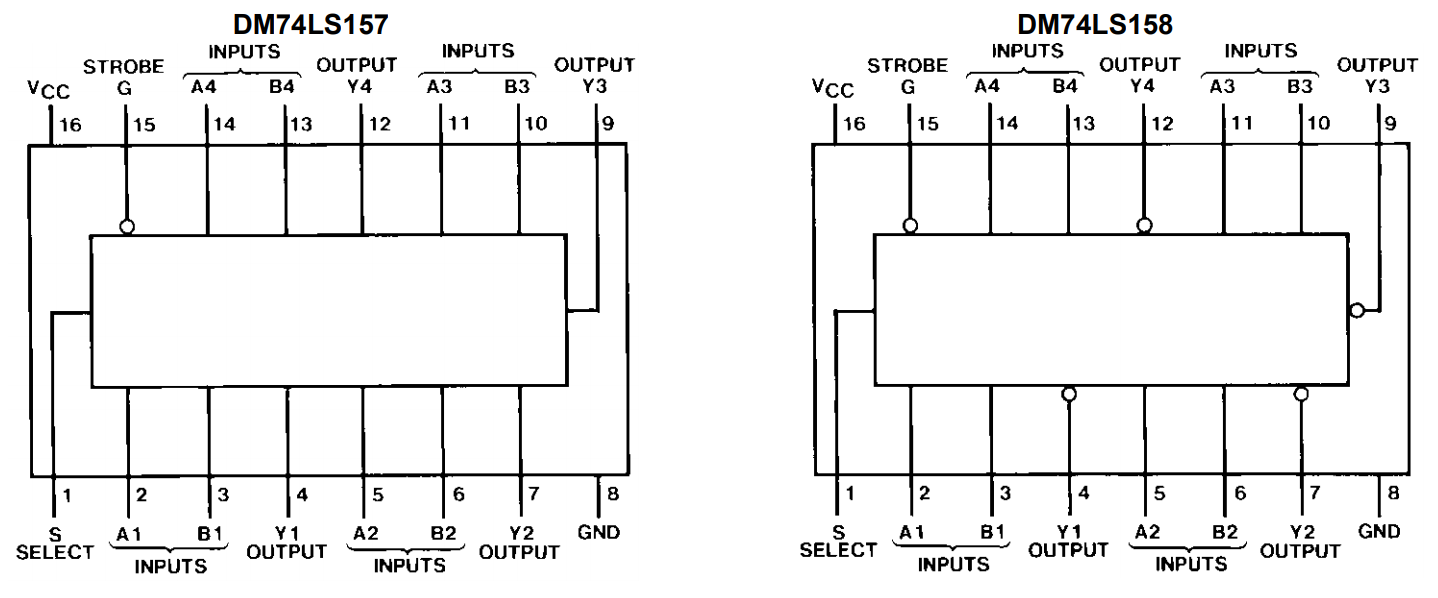 DM74LS157
INPUTS INPUTS
STROBE OUTPUT OUTPUT
VCC G A4 B4 Y4 A3 B3 Y3
16 15 14 13 12 11 10 9
1 2 3 4 5 6 7 8
S A1 B1 Y1 A2 B2 Y2 GND
SELECT OUTPUT OUTPUT
INPUTS INPUTS
DM74LS158
INPUTS INPUTS
STROBE OUTPUT OUTPUT
VCC G A4 B4 Y4 A3 B3 Y3
16 15 14 13 12 11 10 9
1 2 3 4 5 6 7 8
S A1 B1 Y1 A2 B2 Y2 GND
SELECT OUTPUT OUTPUT
INPUTS INPUTS